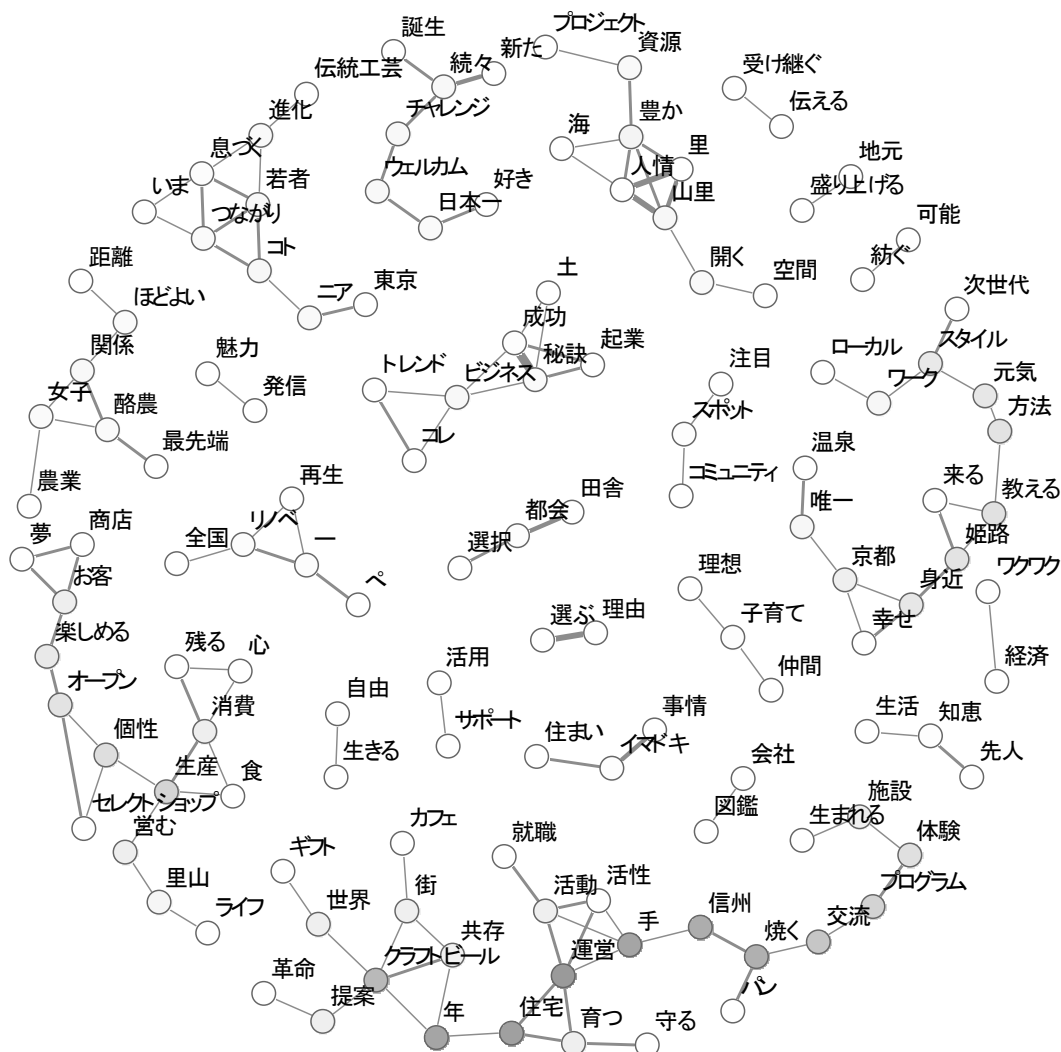 プロジェクト
誕生
新た
資源
続々
伝統工芸
受け継ぐ
伝える
チャレンジ
進化
豊か
海
里
息づく
人情
地元
ウェルカム
好き
いま
若者
日本一
山里
盛り上げる
つながり
可能
コト
開く
空間
紡ぐ
距離
土
東京
ニア
ほどよい
次世代
成功
起業
関係
魅力
トレンド
ビジネス
秘訣
注目
ローカル
スタイル
ワーク
元気
女子
発信
スポット
方法
酪農
コレ
最先端
温泉
農業
再生
田舎
コミュニティ
来る
教える
夢
商店
全国
リノベ
ー
選択
都会
唯一
姫路
お客
ペ
理想
京都
身近
ワクワク
選ぶ
理由
子育て
幸せ
楽しめる
残る
心
活用
仲間
経済
オープン
自由
消費
サポート
住まい
事情
生活
知恵
個性
生きる
イマドキ
先人
生産
食
会社
セレクトショップ
図鑑
施設
営む
カフェ
就職
生まれる
体験
ギフト
里山
街
活動
活性
プログラム
ライフ
世界
信州
手
焼く
交流
共存
クラフトビール
運営
革命
提案
年
住宅
パン
育つ
守る